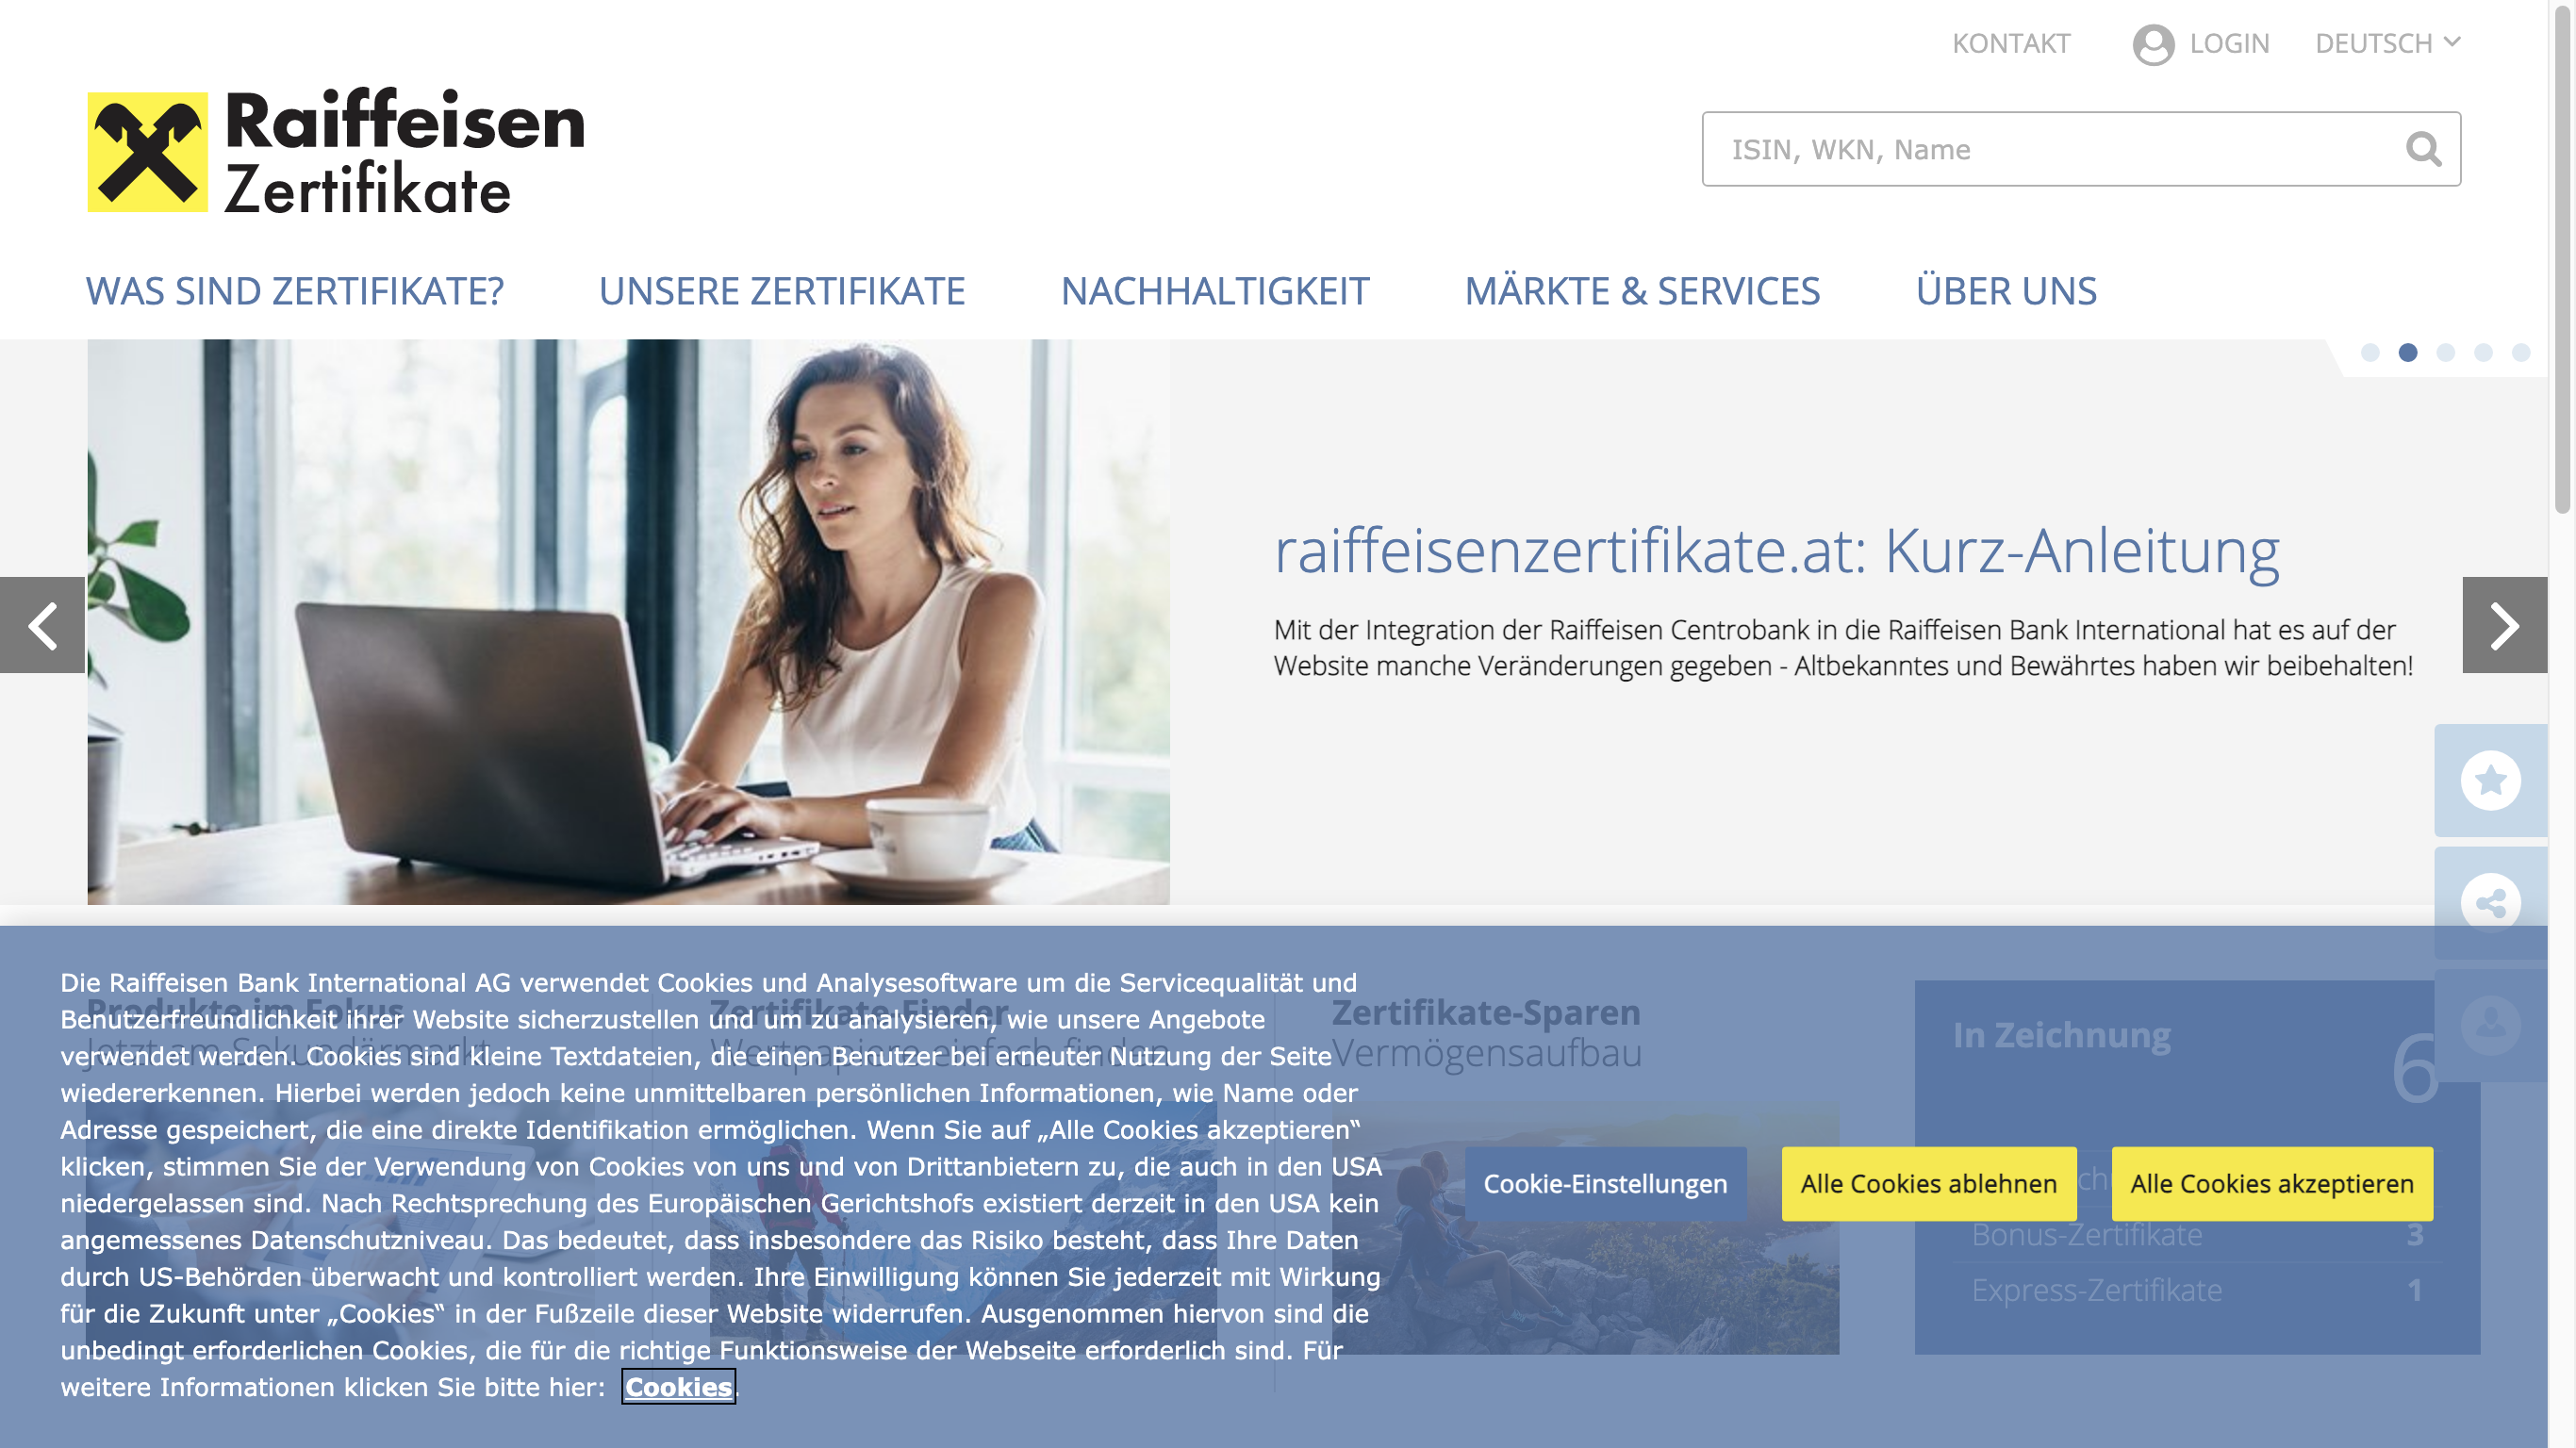 KONTAKT
LOGIN
DEUTSCH
Raiffeisen
Zertifikate
ISIN, WKN, Name
WAS SIND ZERTIFIKATE?
UNSERE ZERTIFIKATE
NACHHALTIGKEIT
MÄRKTE & SERVICES
ÜBER UNS
raiffeisenzertifikate.at: Kurz-Anleitung
Mit der Integration der Raiffeisen Centrobank in die Raiffeisen Bank International hat es auf der
Website manche Veränderungen gegeben - Altbekanntes und Bewährtes haben wir beibehalten!
Die Raiffeisen Bank International AG verwendet Cookies und Analysesoftware um die Servicequalität und
Benutzerfreundlichkeit ihrer Website sicherzustellen und um zu analysieren, wie unsere Angebote
verwendet werden. Cookies sind kleine Textdateien, die einen Benutzer bei erneuter Nutzung der Seite
wiedererkennen. Hierbei werden jedoch keine unmittelbaren persönlichen Informationen, wie Name oder
Adresse gespeichert, die eine direkte Identifikation ermöglichen. Wenn Sie auf „Alle Cookies akzeptieren“
klicken, stimmen Sie der Verwendung von Cookies von uns und von Drittanbietern zu, die auch in den USA
niedergelassen sind. Nach Rechtsprechung des Europäischen Gerichtshofs existiert derzeit in den USA kein
angemessenes Datenschutzniveau. Das bedeutet, dass insbesondere das Risiko besteht, dass Ihre Daten
durch US-Behörden überwacht und kontrolliert werden. Ihre Einwilligung können Sie jederzeit mit Wirkung
für die Zukunft unter „Cookies“ in der Fußzeile dieser Website widerrufen. Ausgenommen hiervon sind die
unbedingt erforderlichen Cookies, die für die richtige Funktionsweise der Webseite erforderlich sind. Für
weitere Informationen klicken Sie bitte hier: Cookies.
Produkte im Fokus
Jetzt am Sekundärmarkt
Zertifikate-Finder
Wertpapiere einfach finden
Zertifikate-Sparen
Vermögensaufbau
In Zeichnung
6
Cookie-Einstellungen
Alle Cookies ablehnen
Alle Cookies akzeptieren
Bonus-Zertifikate 3
Express-Zertifikate 1